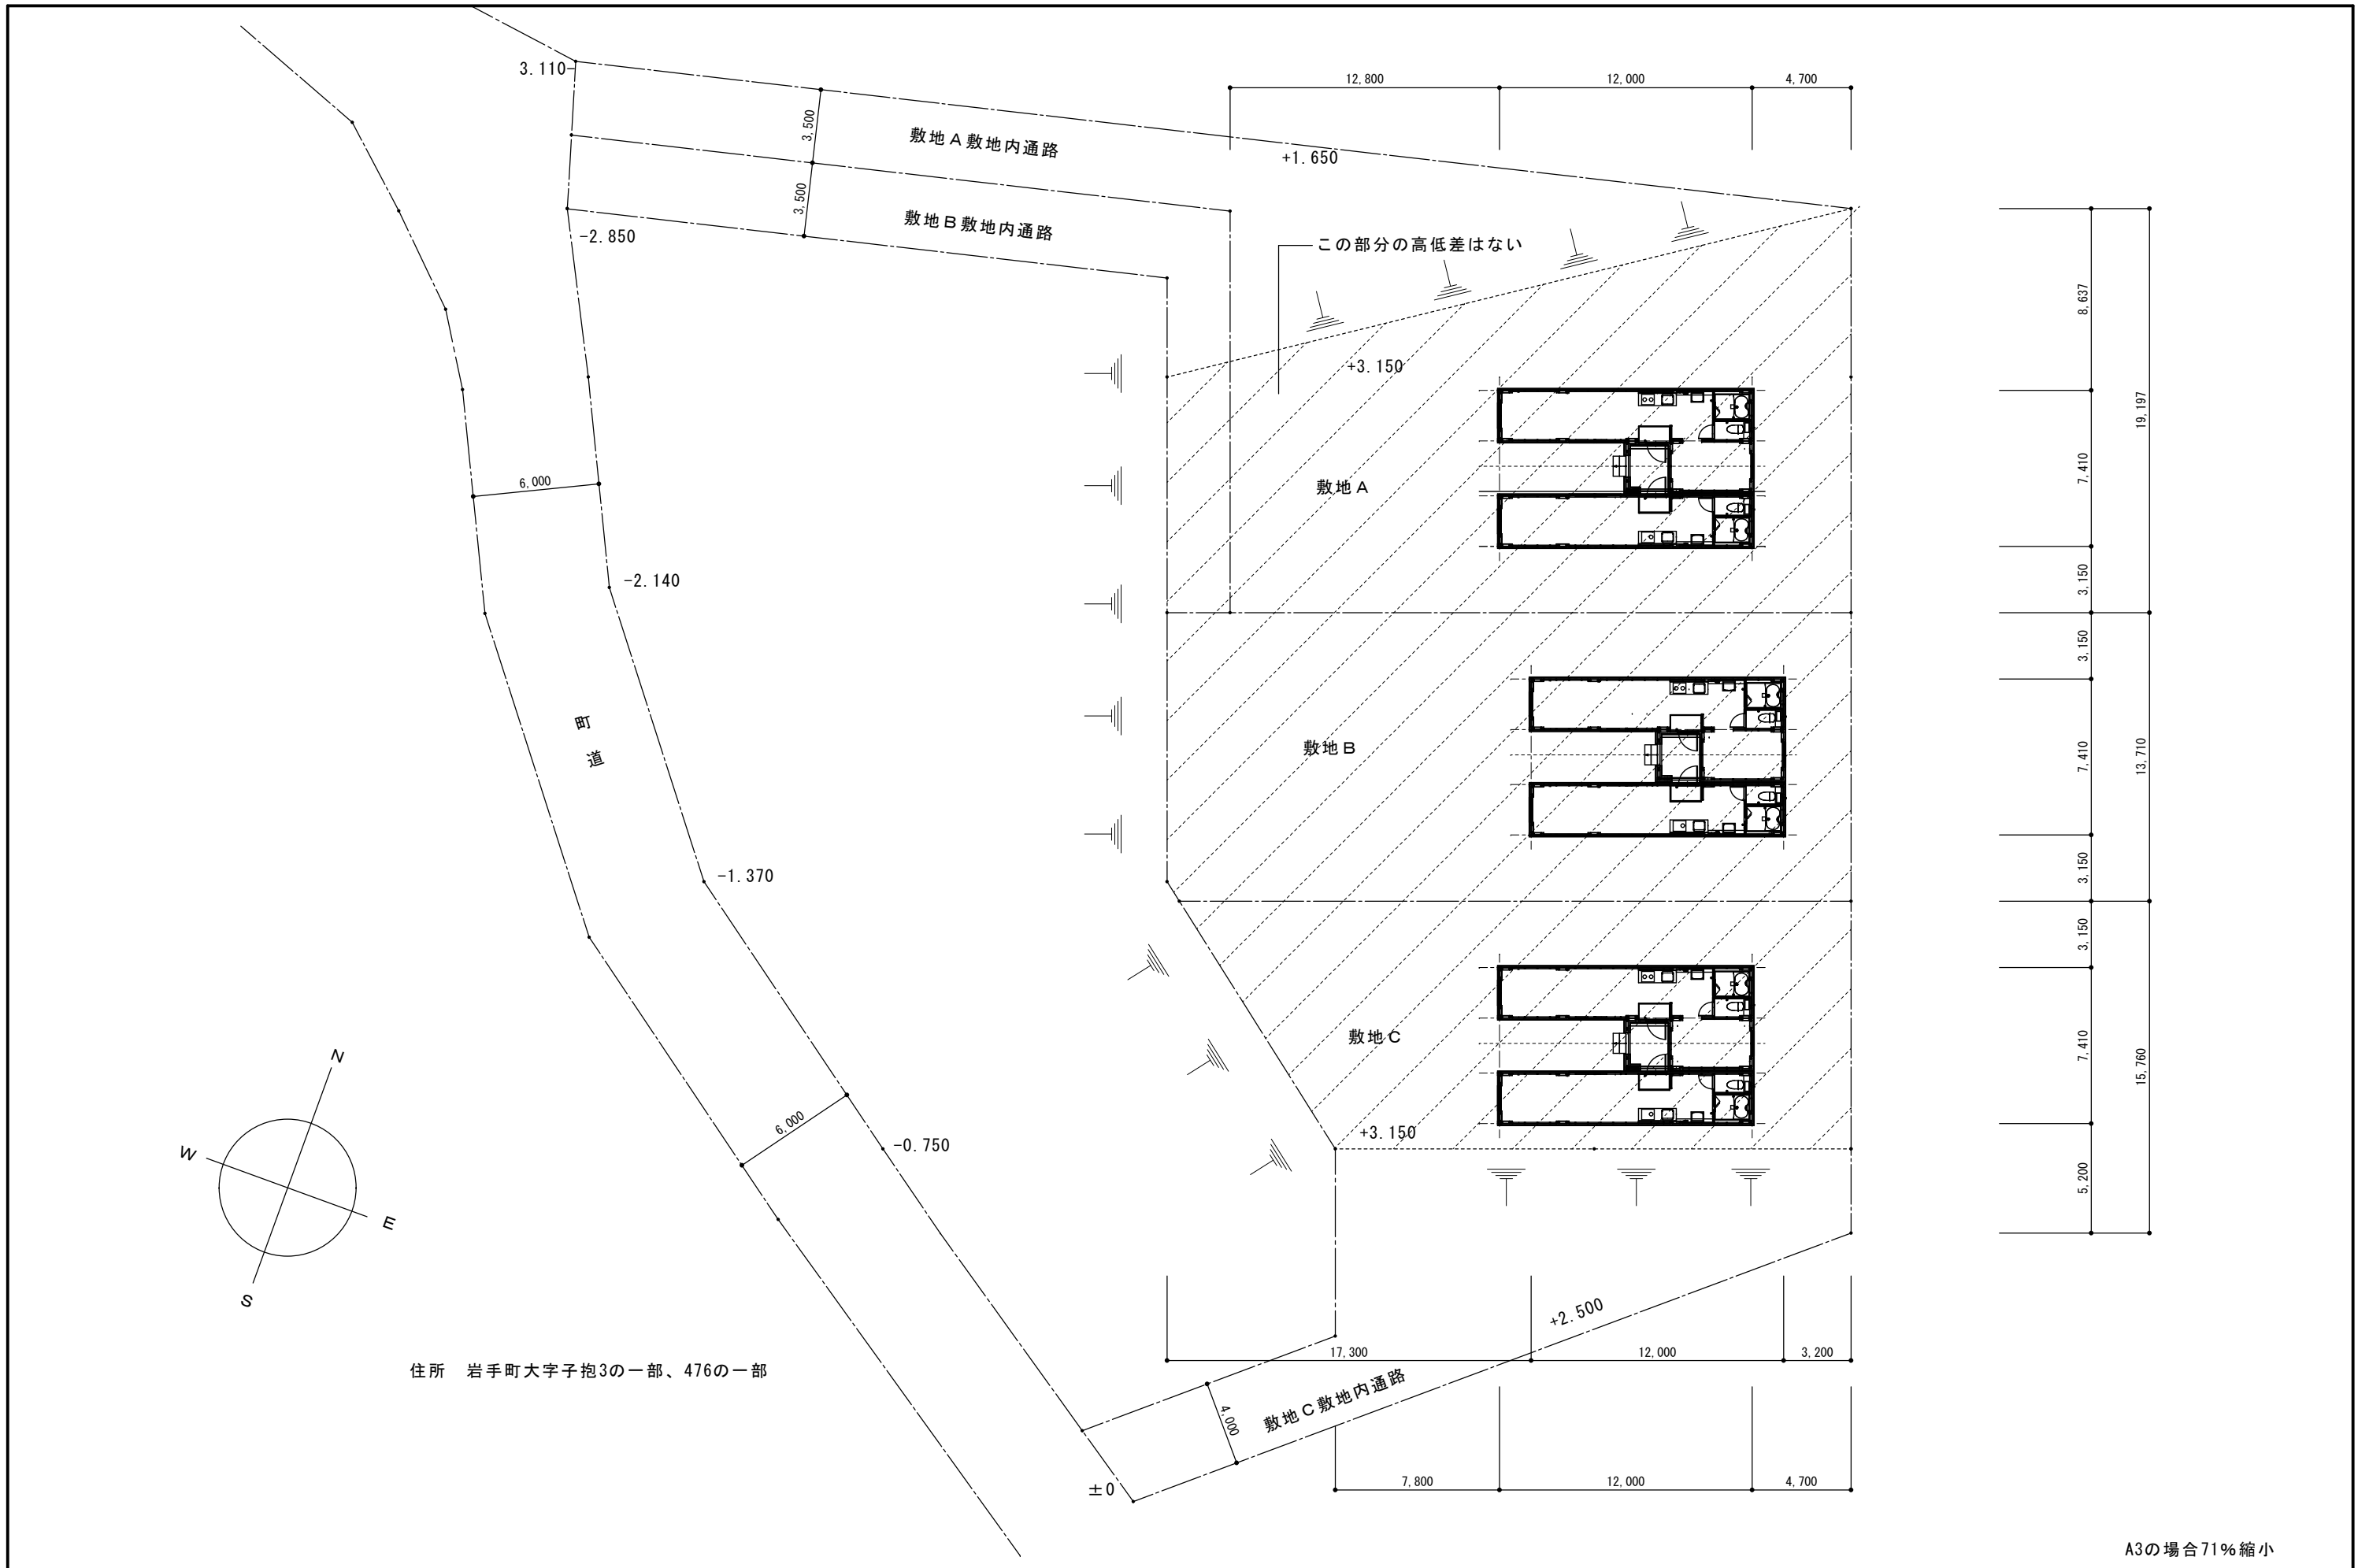 3.110-
12,800
12,000
4,700
3,500
敷地A敷地内通路
+1.650
3,500
敷地B敷地内通路
-2.850
この部分の高低差はない
8,637
+3.150
19,197
7,410
6,000
敷地A
-2.140
3,150
3,150
町道
敷地B
7,410
13,710
-1.370
3,150
3,150
敷地C
7,410
15,760
N
6,000
+3.150
-0.750
W
5,200
E
S
+2.500
17,300
12,000
3,200
住所 岩手町大字子抱3の一部、476の一部
4,000
敷地C敷地内通路
±0
7,800
12,000
4,700
A3の場合71%縮小